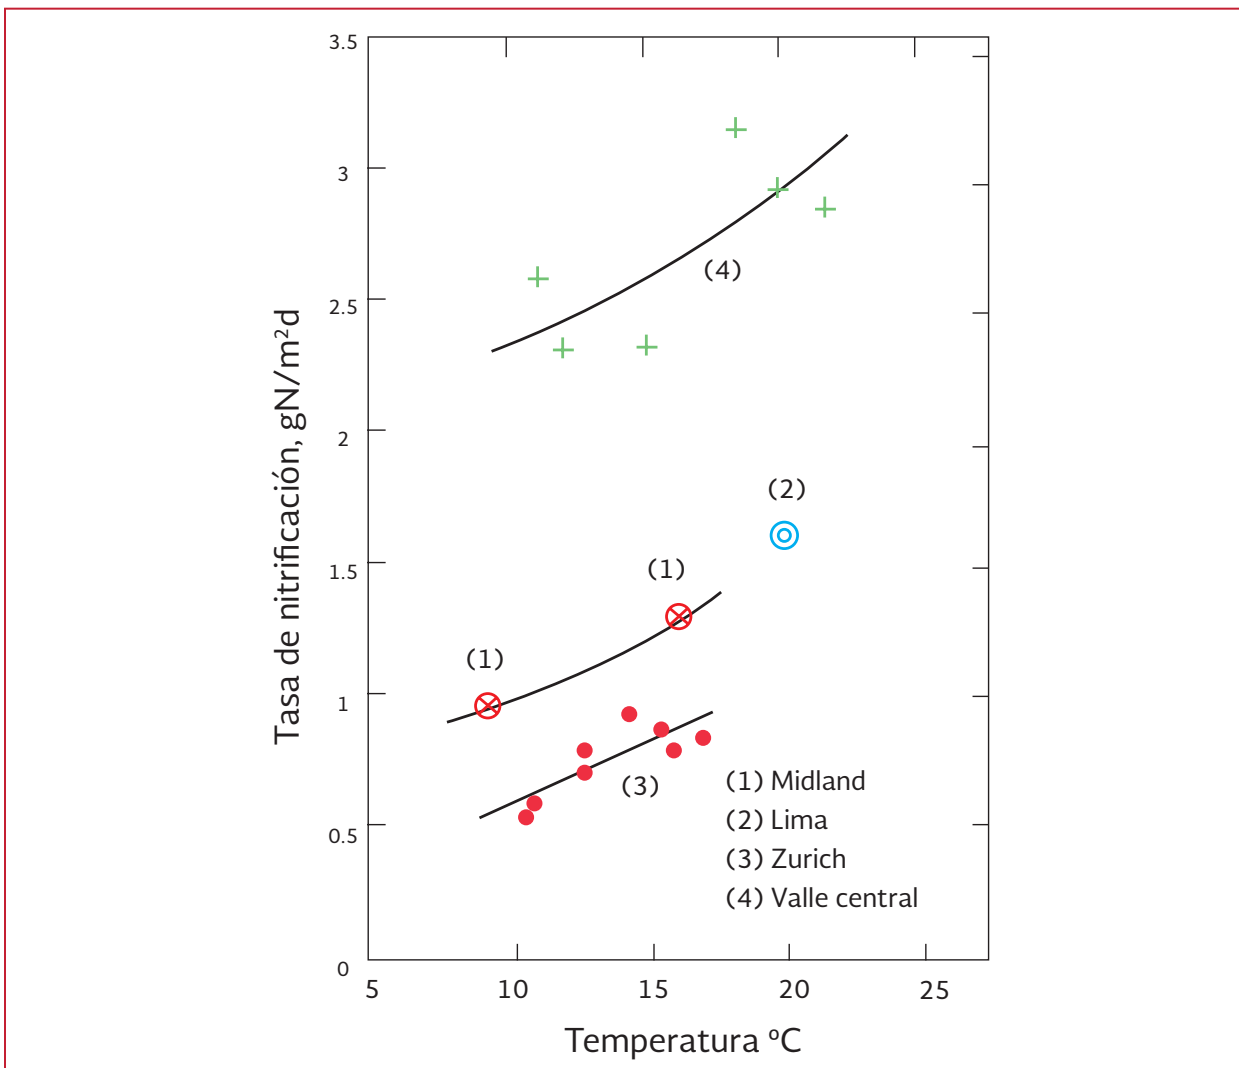 3.5
3
2.5
2
1.5
1
0.5
0
Tasa de nitrificación, gN/m²d
(4)
(2)
(1)
(1)
(3)
(1) Midland
(2) Lima
(3) Zurich
(4) Valle central
5 10 15 20 25
Temperatura ºC